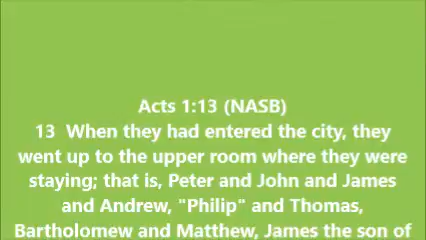 Acts 1:13 (NASB)
13 When they had entered the city, they
went up to the upper room where they were
staying; that is, Peter and John and James
and Andrew, "Philip" and Thomas,
Bartholomew and Matthew, James the son of